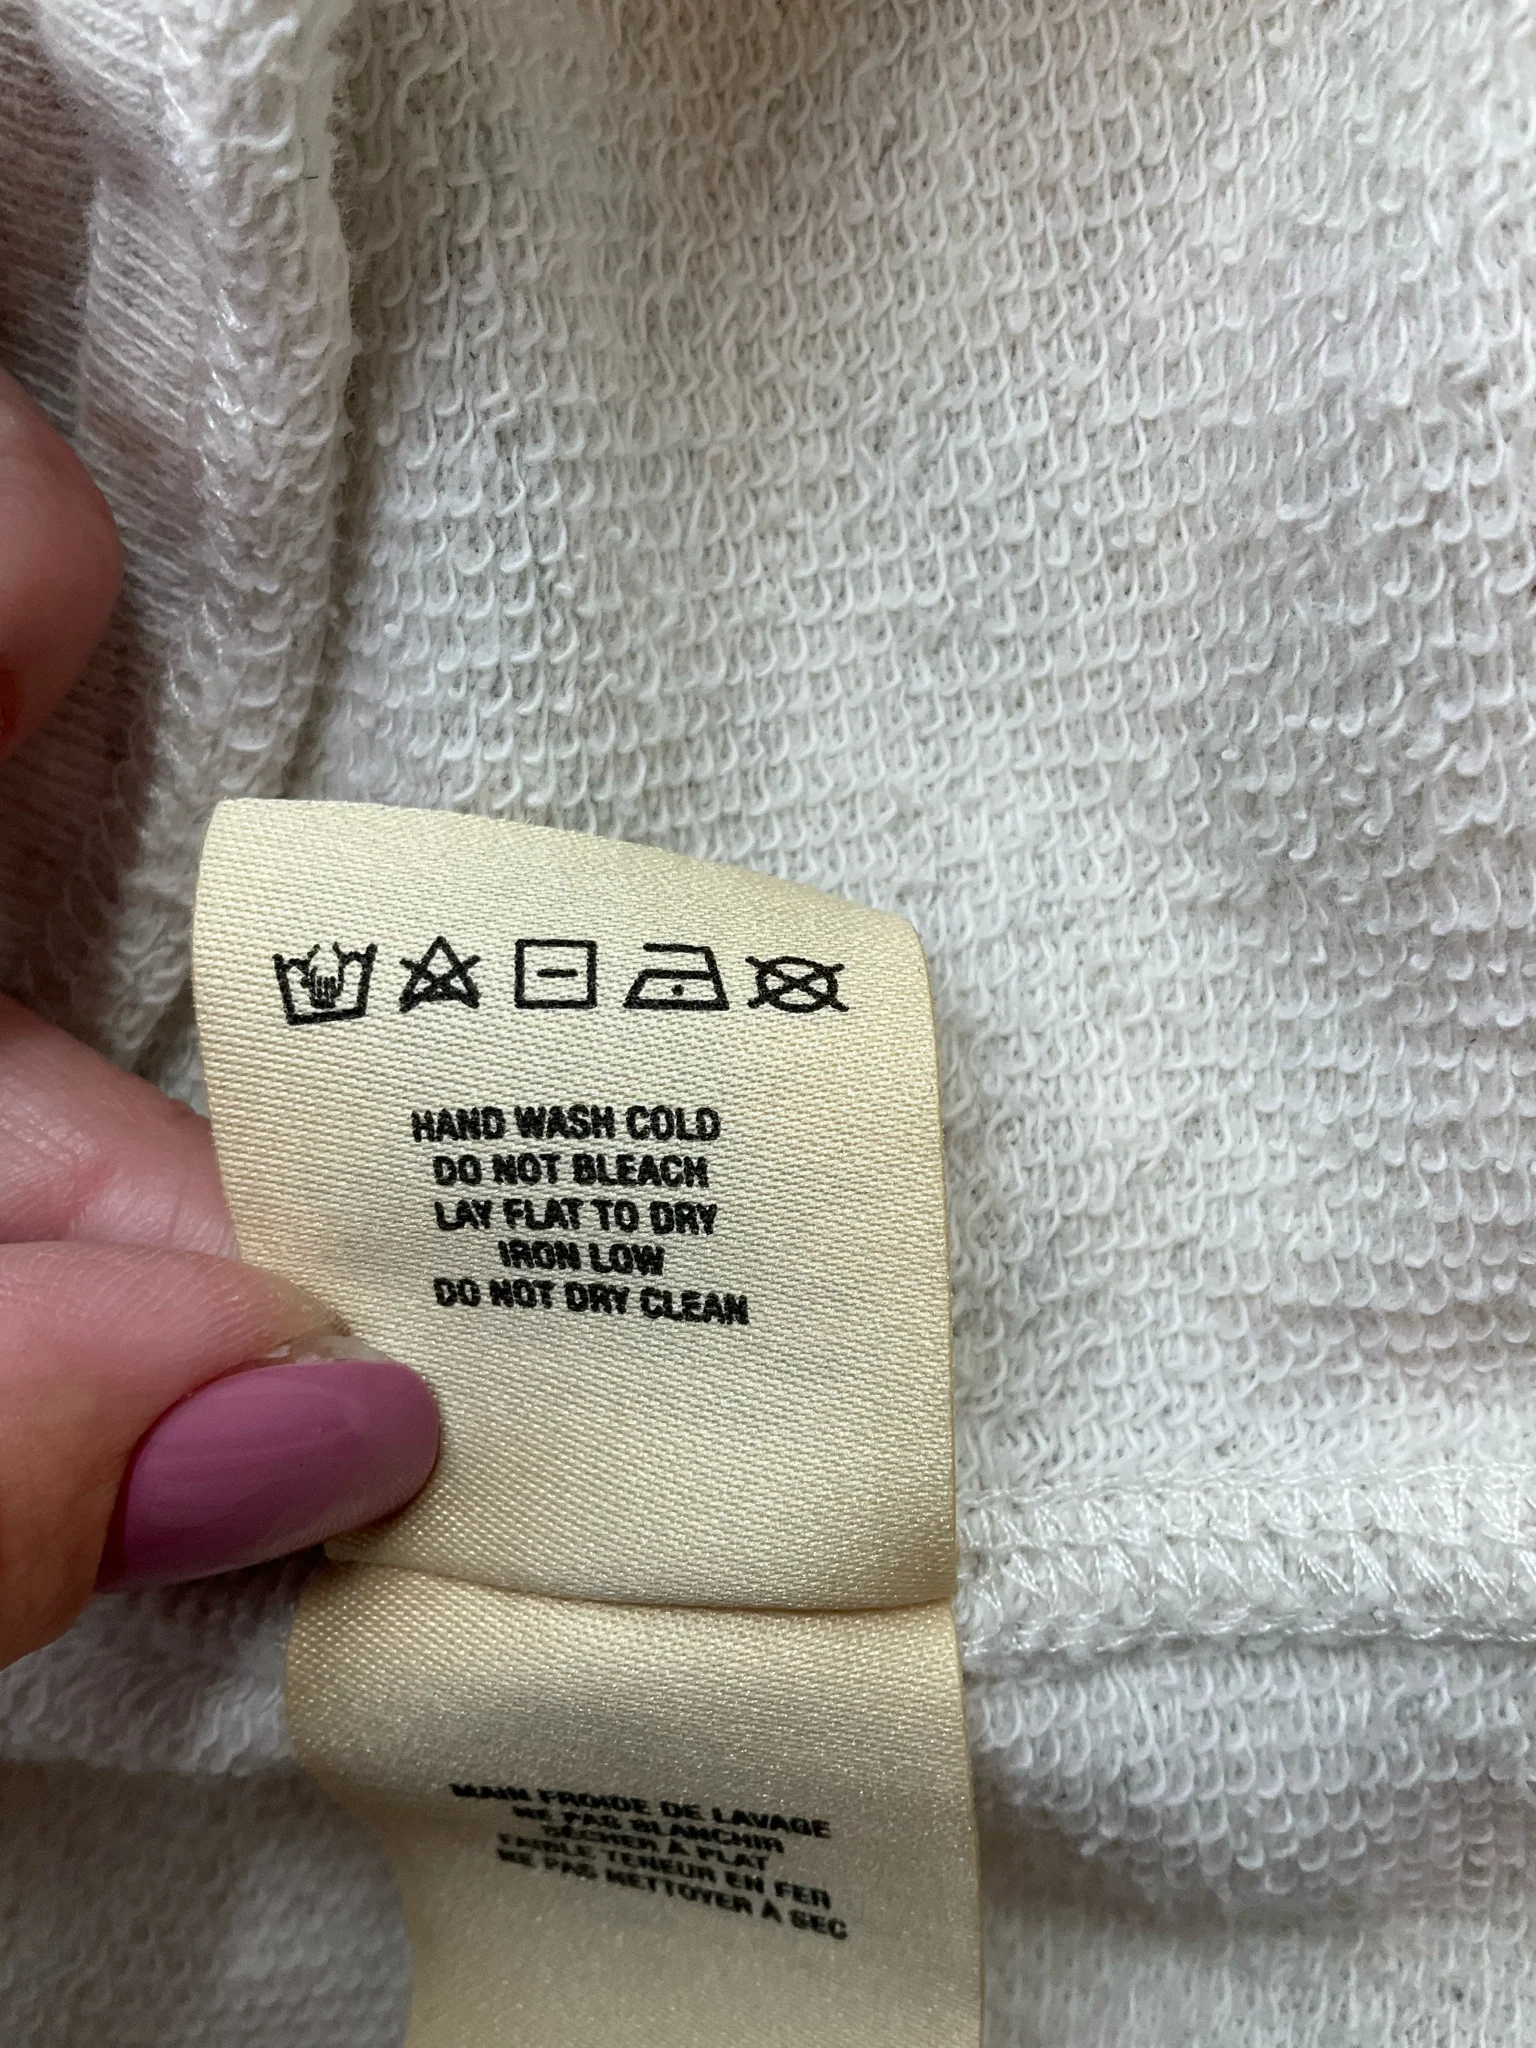 HAND WASH COLD
DO NOT BLEACH
LAY FLAT TO DRY
IRON LOW
DO NOT DRY CLEAN
MAIN FROIDE DE LAVAGE
NE PAS BLANCHIR
SÉCHER À PLAT
FAIBLE TENEUR EN FER
NE PAS NETTOYER À SEC